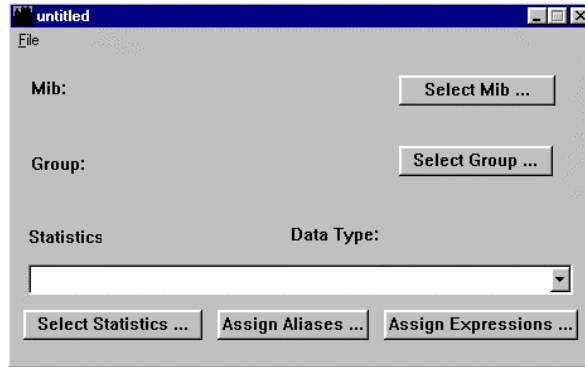 untitled
File
Mib:
Select Mib ...
Group:
Select Group ...
Statistics
Data Type:
Select Statistics ...
Assign Aliases ...
Assign Expressions ...